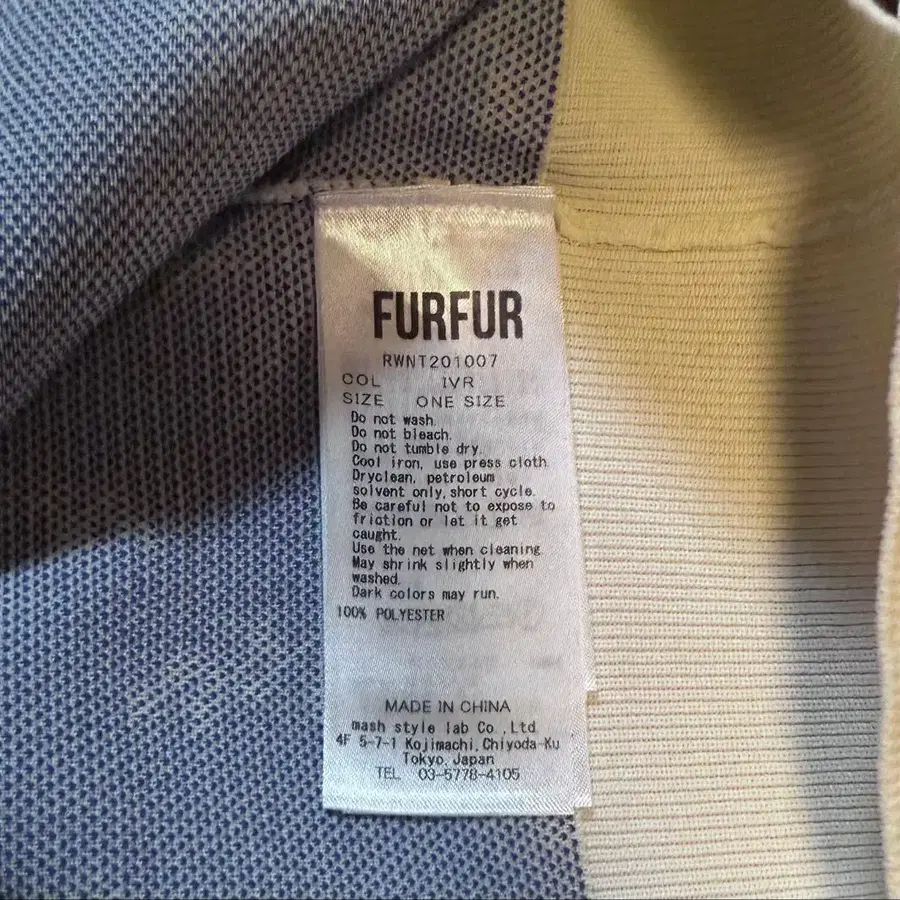 FURFUR
RWNT201007
COL IVR
SIZE ONE SIZE
Do not wash.
Do not bleach.
Do not tumble dry.
Cool iron, use press cloth
Dryclean, petroleum
solvent only, short cycle.
Be careful not to expose to
friction or let it get
caught.
Use the net when cleaning.
May shrink slightly when
washed.
Dark colors may run.
100% POLYESTER
MADE IN CHINA
mash style lab Co.,Ltd.
4F 5-7-1 Kojimachi, Chiyoda-Ku
Tokyo, Japan
TEL 03-5778-4105